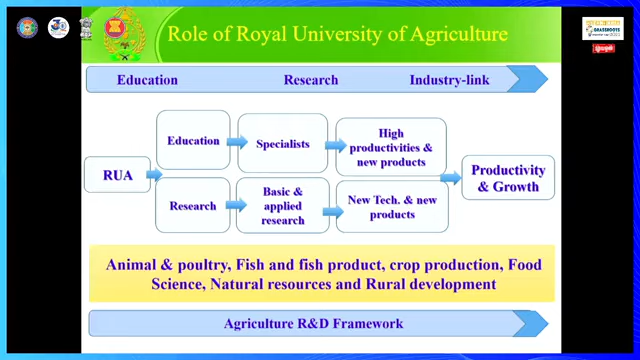 Role of Royal University of Agriculture
Education Research Industry-link
RUA
Education
Specialists
High
productivities &
new products
Productivity
& Growth
Research
Basic &
applied
research
New Tech. & new
products
Animal & poultry, Fish and fish product, crop production, Food
Science, Natural resources and Rural development
Agriculture R&D Framework
GRASSROOTS